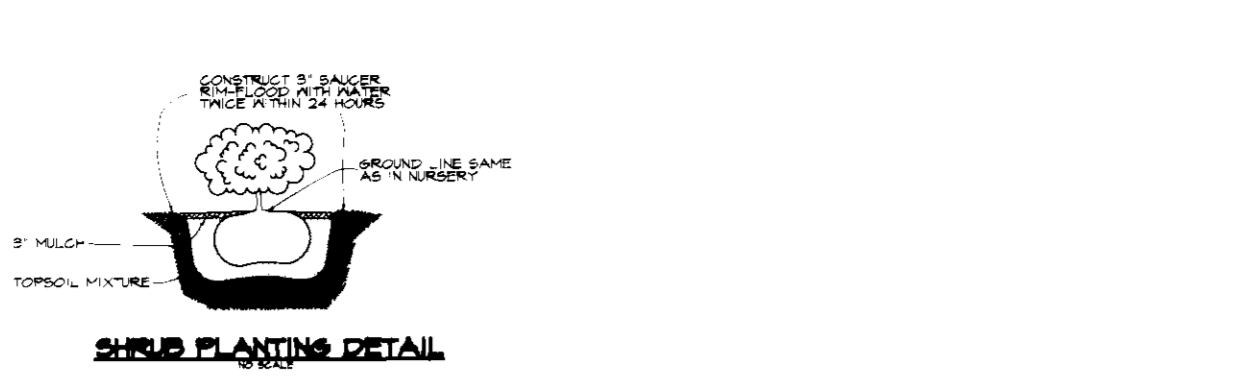 CONSTRUCT 3" SAUCER
RIM-FLOOD WITH WATER
TWICE WITHIN 24 HOURS
GROUND LINE SAME
AS IN NURSERY
3" MULCH
TOPSOIL MIXTURE
SHRUB PLANTING DETAIL
NO SCALE